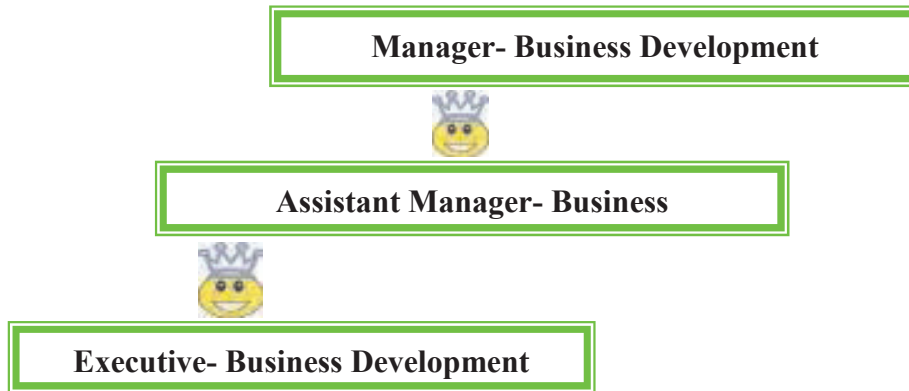 Manager- Business Development
Assistant Manager- Business
Executive- Business Development